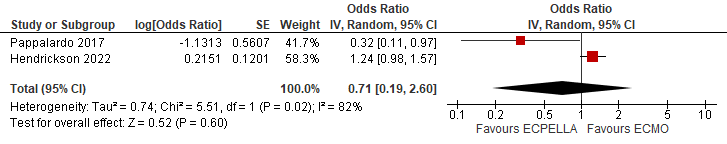 Odds Ratio Odds Ratio
Study or Subgroup log[Odds Ratio] SE Weight IV, Random, 95% CI IV, Random, 95% CI
Pappalardo 2017 -1.1313 0.5607 41.7% 0.32 [0.11, 0.97]
Hendrickson 2022 0.2151 0.1201 58.3% 1.24 [0.98, 1.57]
Total (95% CI) 100.0% 0.71 [0.19, 2.60]
Heterogeneity: Tau² = 0.74; Chi² = 5.51, df = 1 (P = 0.02); I² = 82%
Test for overall effect: Z = 0.52 (P = 0.60)
0.1 0.2 0.5 1 2 5 10
Favours ECPELLA Favours ECMO